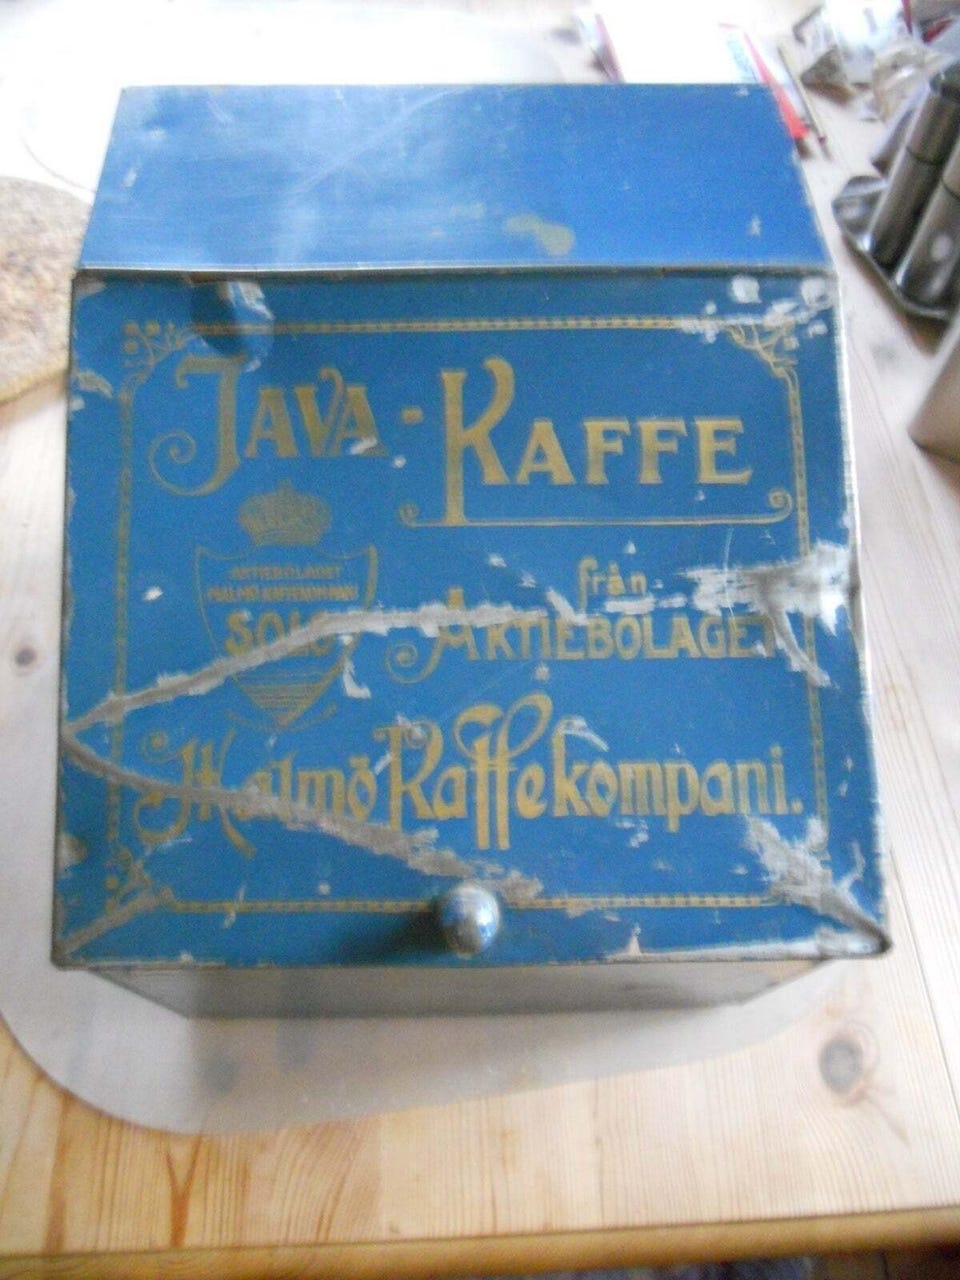 JAVA-KAFFE
AKTIEBOLAGET
MALMÖ KAFFEKOMPANI
SOLO
från
AKTIEBOLAGET
Malmö Kaffekompani.